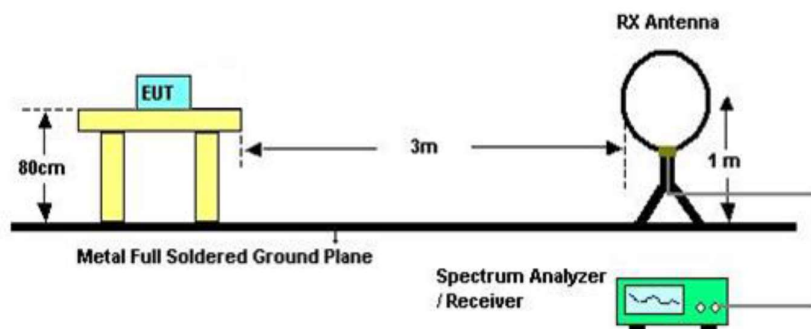 RX Antenna
EUT
3m
80cm
1 m
Metal Full Soldered Ground Plane
Spectrum Analyzer
/ Receiver